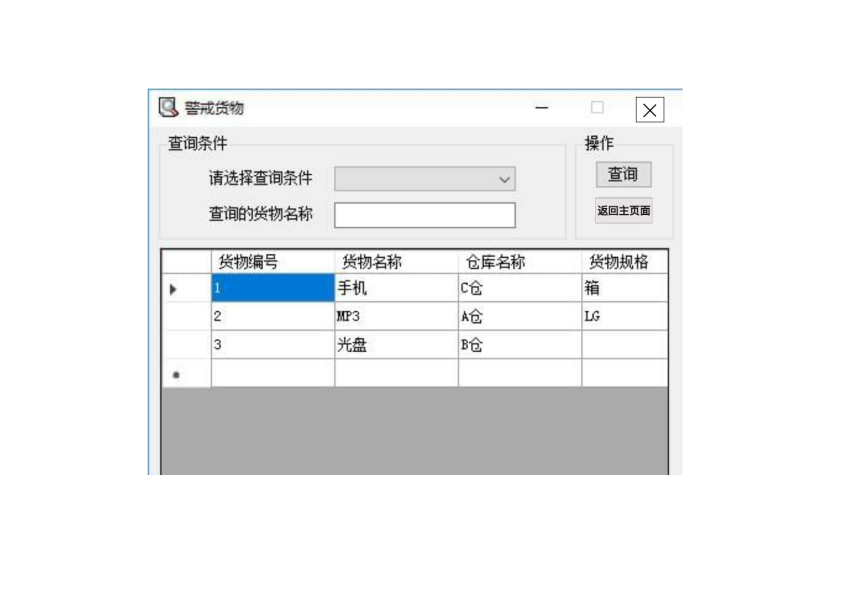 警戒货物
查询条件
操作
请选择查询条件
查询
查询的货物名称
返回主页面
货物编号 货物名称 仓库名称 货物规格
1 手机 C仓 箱
2 MP3 A仓 LG
3 光盘 B仓